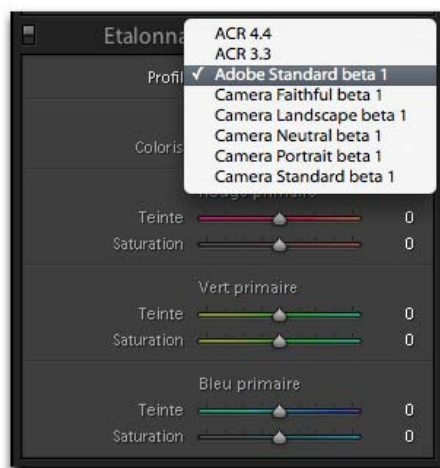 Etalonna
ACR 4.4
ACR 3.3
Profil ✓ Adobe Standard beta 1
Camera Faithful beta 1
Camera Landscape beta 1
Coloris Camera Neutral beta 1
Camera Portrait beta 1
Camera Standard beta 1
Rouge primaire
Teinte 0
Saturation 0
Vert primaire
Teinte 0
Saturation 0
Bleu primaire
Teinte 0
Saturation 0